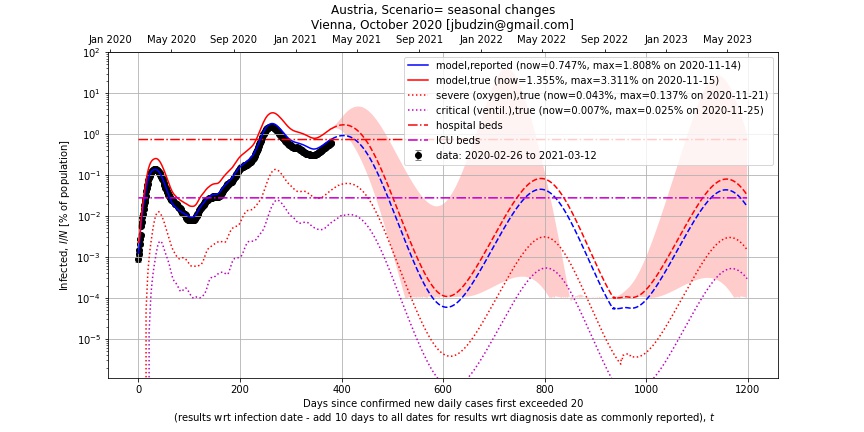 Austria, Scenario= seasonal changes
Vienna, October 2020 [jbudzin@gmail.com]
Jan 2020 May 2020 Sep 2020 Jan 2021 May 2021 Sep 2021 Jan 2022 May 2022 Sep 2022 Jan 2023 May 2023
model,reported (now=0.747%, max=1.808% on 2020-11-14)
model,true (now=1.355%, max=3.311% on 2020-11-15)
severe (oxygen),true (now=0.043%, max=0.137% on 2020-11-21)
critical (ventil.),true (now=0.007%, max=0.025% on 2020-11-25)
hospital beds
ICU beds
data: 2020-02-26 to 2021-03-12
Infected, I/N [% of population]
10²
10¹
10⁰
10⁻¹
10⁻²
10⁻³
10⁻⁴
10⁻⁵
0 200 400 600 800 1000 1200
Days since confirmed new daily cases first exceeded 20
(results wrt infection date - add 10 days to all dates for results wrt diagnosis date as commonly reported), t